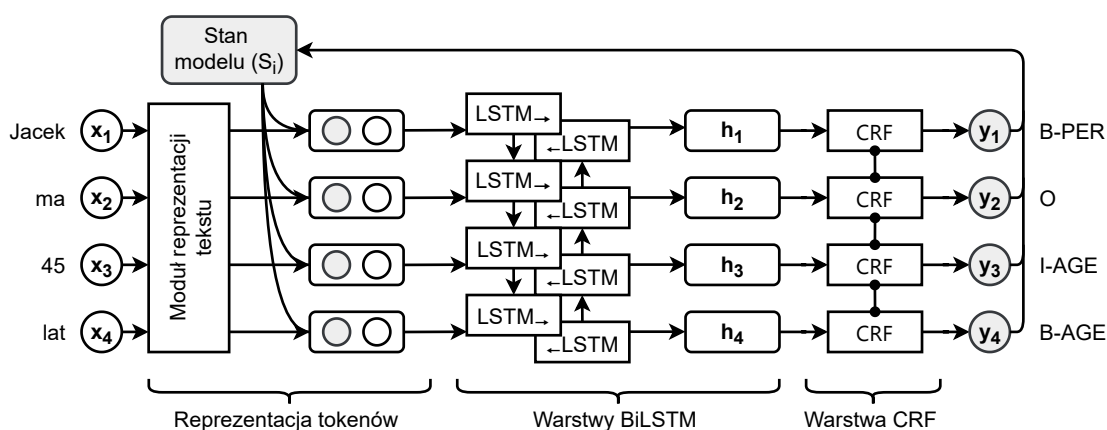 Stan
modelu (Si)
Jacek x1 LSTM→ ←LSTM h1 CRF y1 B-PER
ma x2 LSTM→ ←LSTM h2 CRF y2 O
45 x3 LSTM→ ←LSTM h3 CRF y3 I-AGE
lat x4 LSTM→ ←LSTM h4 CRF y4 B-AGE
Moduł reprezentacji
tekstu
Reprezentacja tokenów
Warstwy BiLSTM
Warstwa CRF